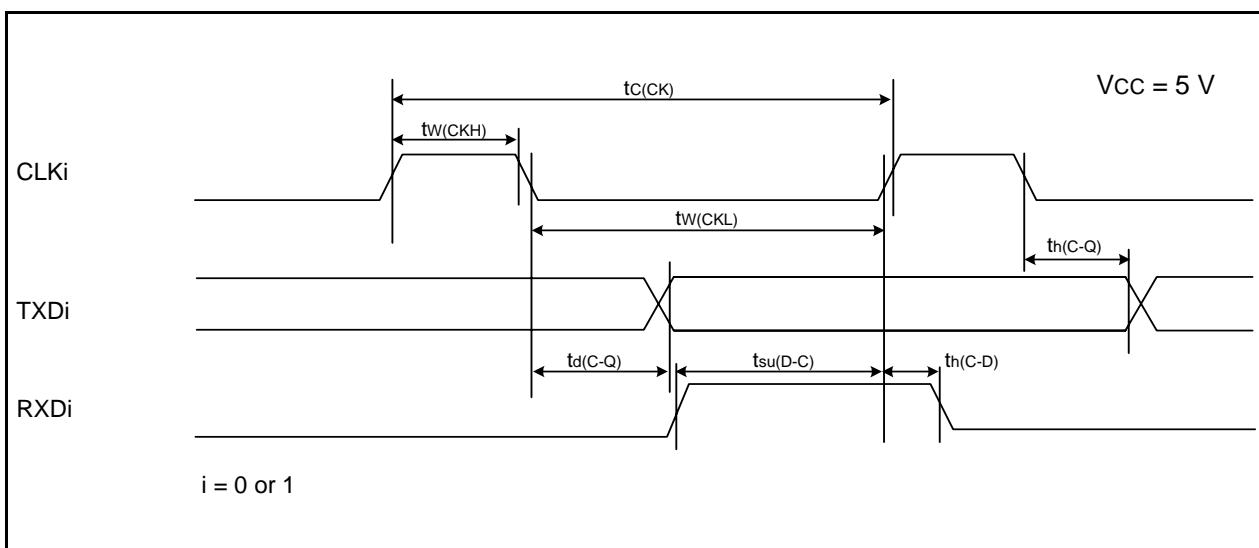 tC(CK)
VCC = 5 V
tW(CKH)
CLKi
tW(CKL)
th(C-Q)
TXDi
td(C-Q)
tsu(D-C)
th(C-D)
RXDi
i = 0 or 1